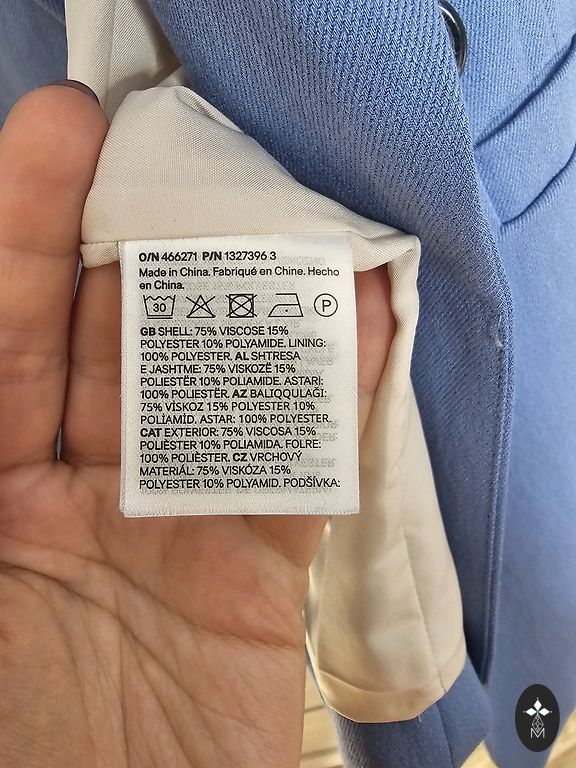 O/N 466271 P/N 1327396 3
Made in China. Fabriqué en Chine. Hecho
en China.
30 P
GB SHELL: 75% VISCOSE 15%
POLYESTER 10% POLYAMIDE. LINING:
100% POLYESTER. AL SHTRESA
E JASHTME: 75% VISKOZË 15%
POLIESTËR 10% POLIAMIDE. ASTARI:
100% POLIESTËR. AZ BALIQQULAĞI:
75% VİSKOZ 15% POLYESTER 10%
POLİAMİD. ASTAR: 100% POLYESTER.
CAT EXTERIOR: 75% VISCOSA 15%
POLIÈSTER 10% POLIAMIDA. FOLRE:
100% POLIÈSTER. CZ VRCHOVÝ
MATERIÁL: 75% VISKÓZA 15%
POLYESTER 10% POLYAMID. PODŠÍVKA:
M